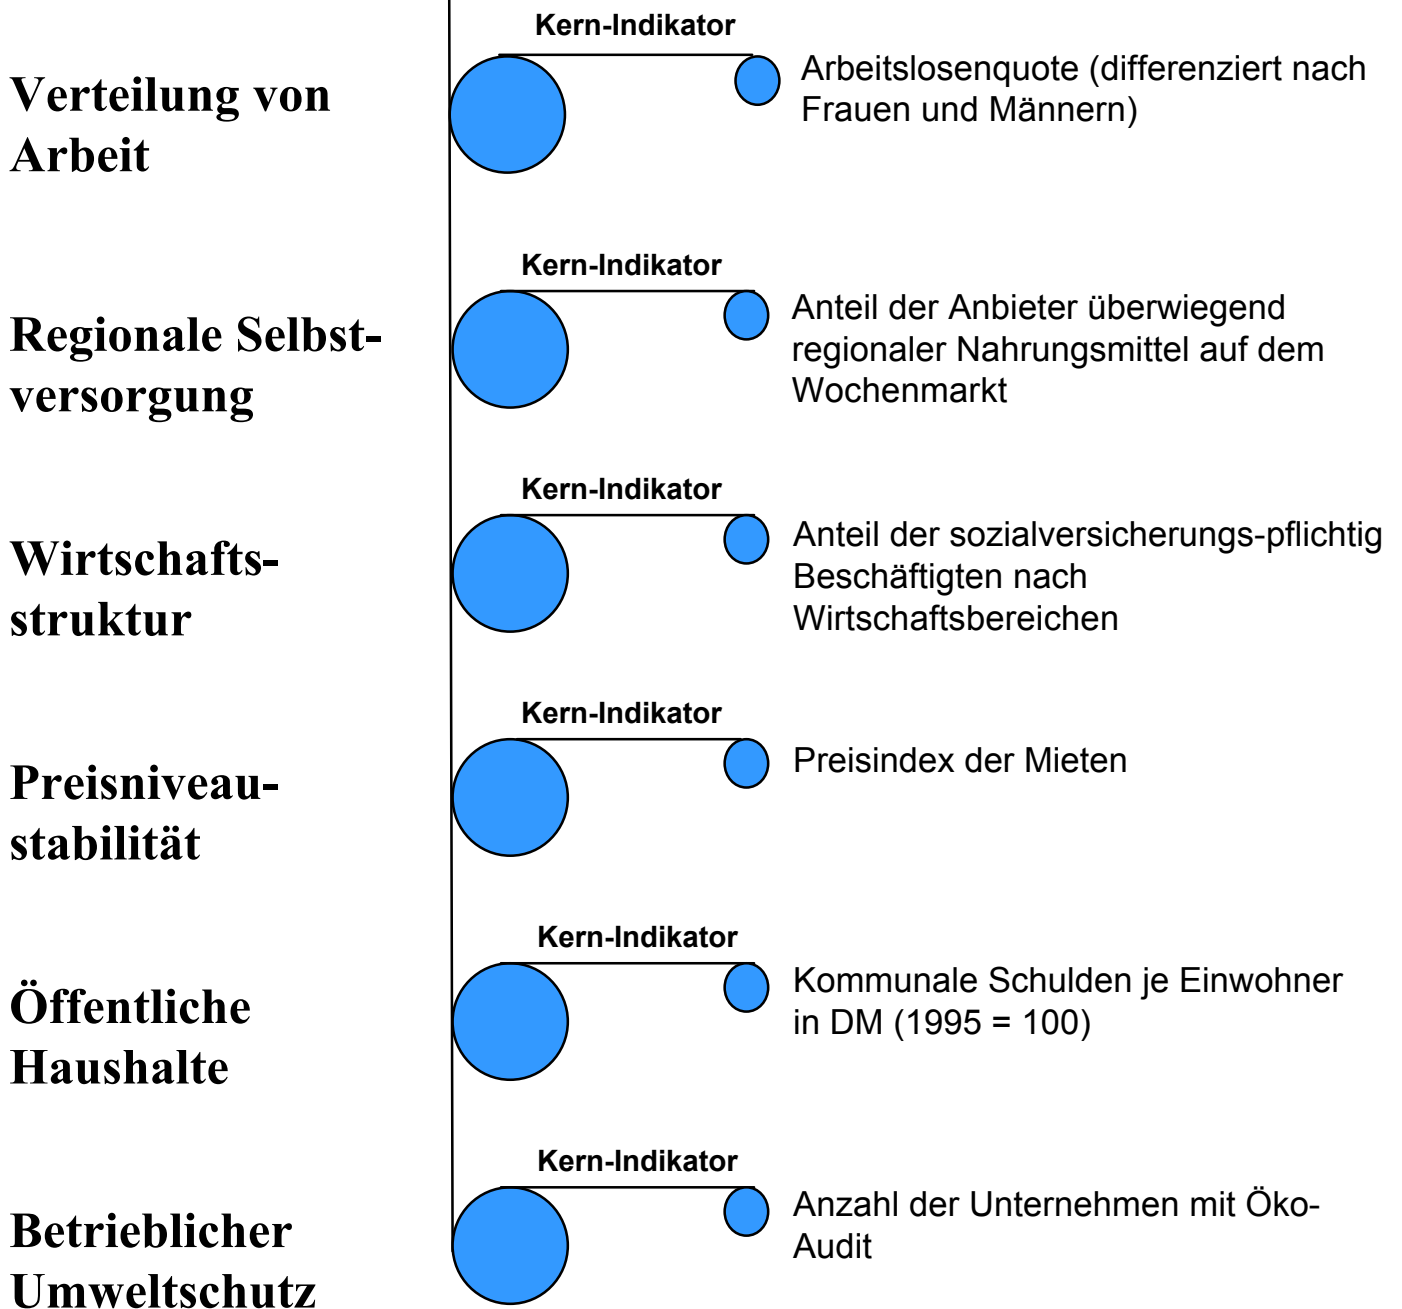 Kern-Indikator
Verteilung von
Arbeit
Arbeitslosenquote (differenziert nach
Frauen und Männern)
Kern-Indikator
Regionale Selbst-
versorgung
Anteil der Anbieter überwiegend
regionaler Nahrungsmittel auf dem
Wochenmarkt
Kern-Indikator
Wirtschafts-
struktur
Anteil der sozialversicherungs-pflichtig
Beschäftigten nach
Wirtschaftsbereichen
Kern-Indikator
Preisniveau-
stabilität
Preisindex der Mieten
Kern-Indikator
Öffentliche
Haushalte
Kommunale Schulden je Einwohner
in DM (1995 = 100)
Kern-Indikator
Betrieblicher
Umweltschutz
Anzahl der Unternehmen mit Öko-
Audit